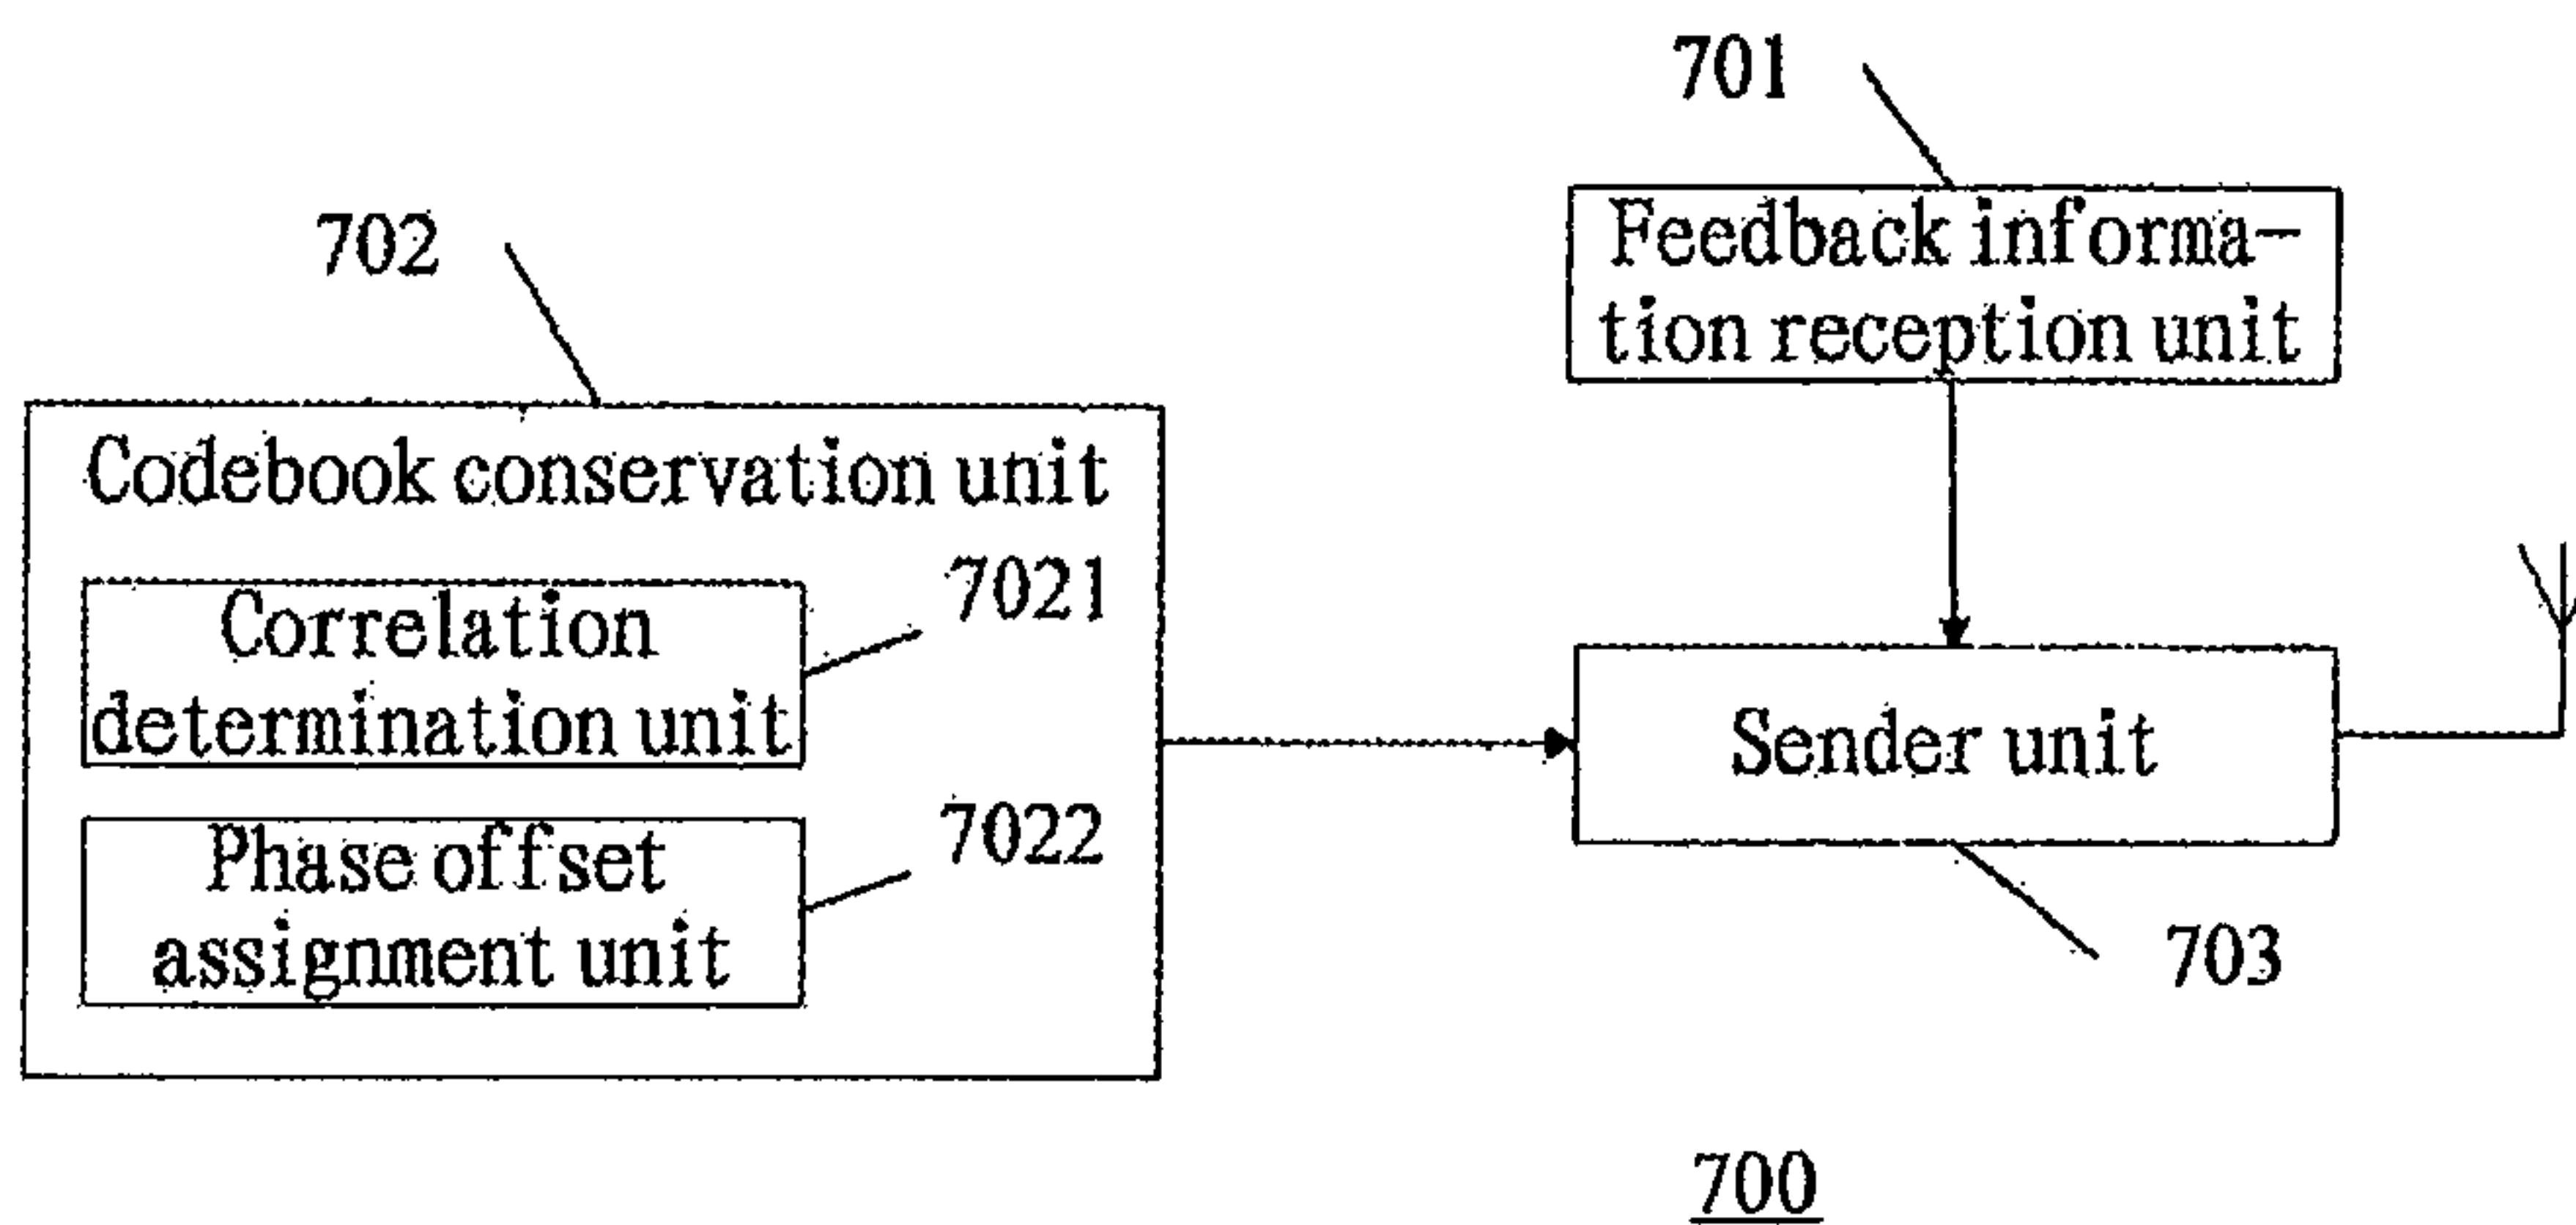 701
Feedback informa-
tion reception unit
702
Codebook conservation unit
7021
Correlation
determination unit
7022
Phase offset
assignment unit
Sender unit
703
700